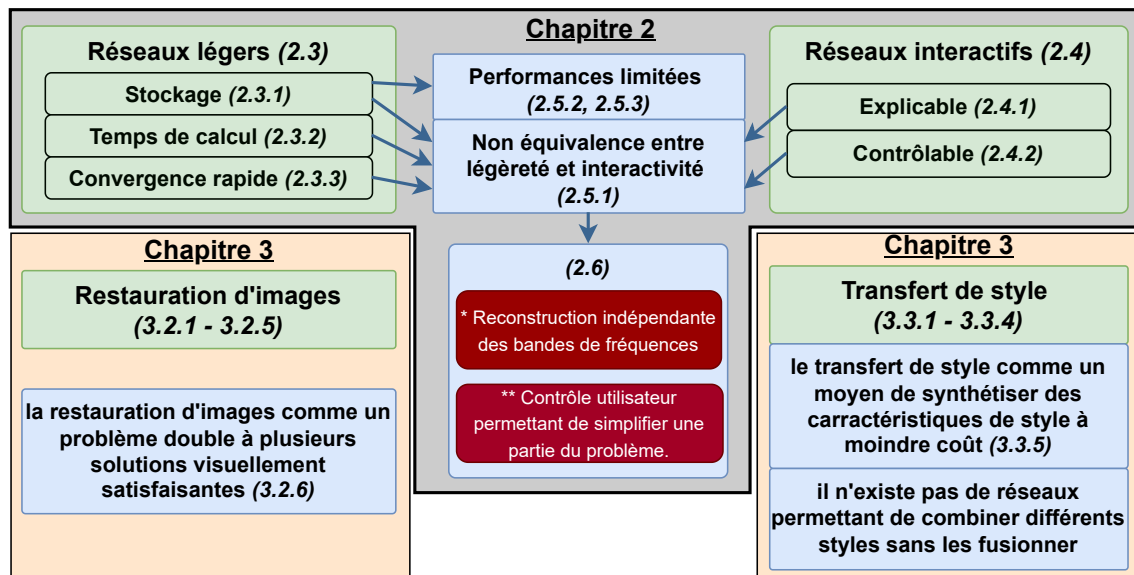 Chapitre 2
Réseaux légers (2.3)
Stockage (2.3.1)
Temps de calcul (2.3.2)
Convergence rapide (2.3.3)
Performances limitées
(2.5.2, 2.5.3)
Non équivalence entre
légèreté et interactivité
(2.5.1)
Réseaux interactifs (2.4)
Explicable (2.4.1)
Contrôlable (2.4.2)
(2.6)
* Reconstruction indépendante
des bandes de fréquences
** Contrôle utilisateur
permettant de simplifier une
partie du problème.
Chapitre 3
Restauration d'images
(3.2.1 - 3.2.5)
la restauration d'images comme un
problème double à plusieurs
solutions visuellement
satisfaisantes (3.2.6)
Chapitre 3
Transfert de style
(3.3.1 - 3.3.4)
le transfert de style comme un
moyen de synthétiser des
carractéristiques de style à
moindre coût (3.3.5)
il n'existe pas de réseaux
permettant de combiner différents
styles sans les fusionner